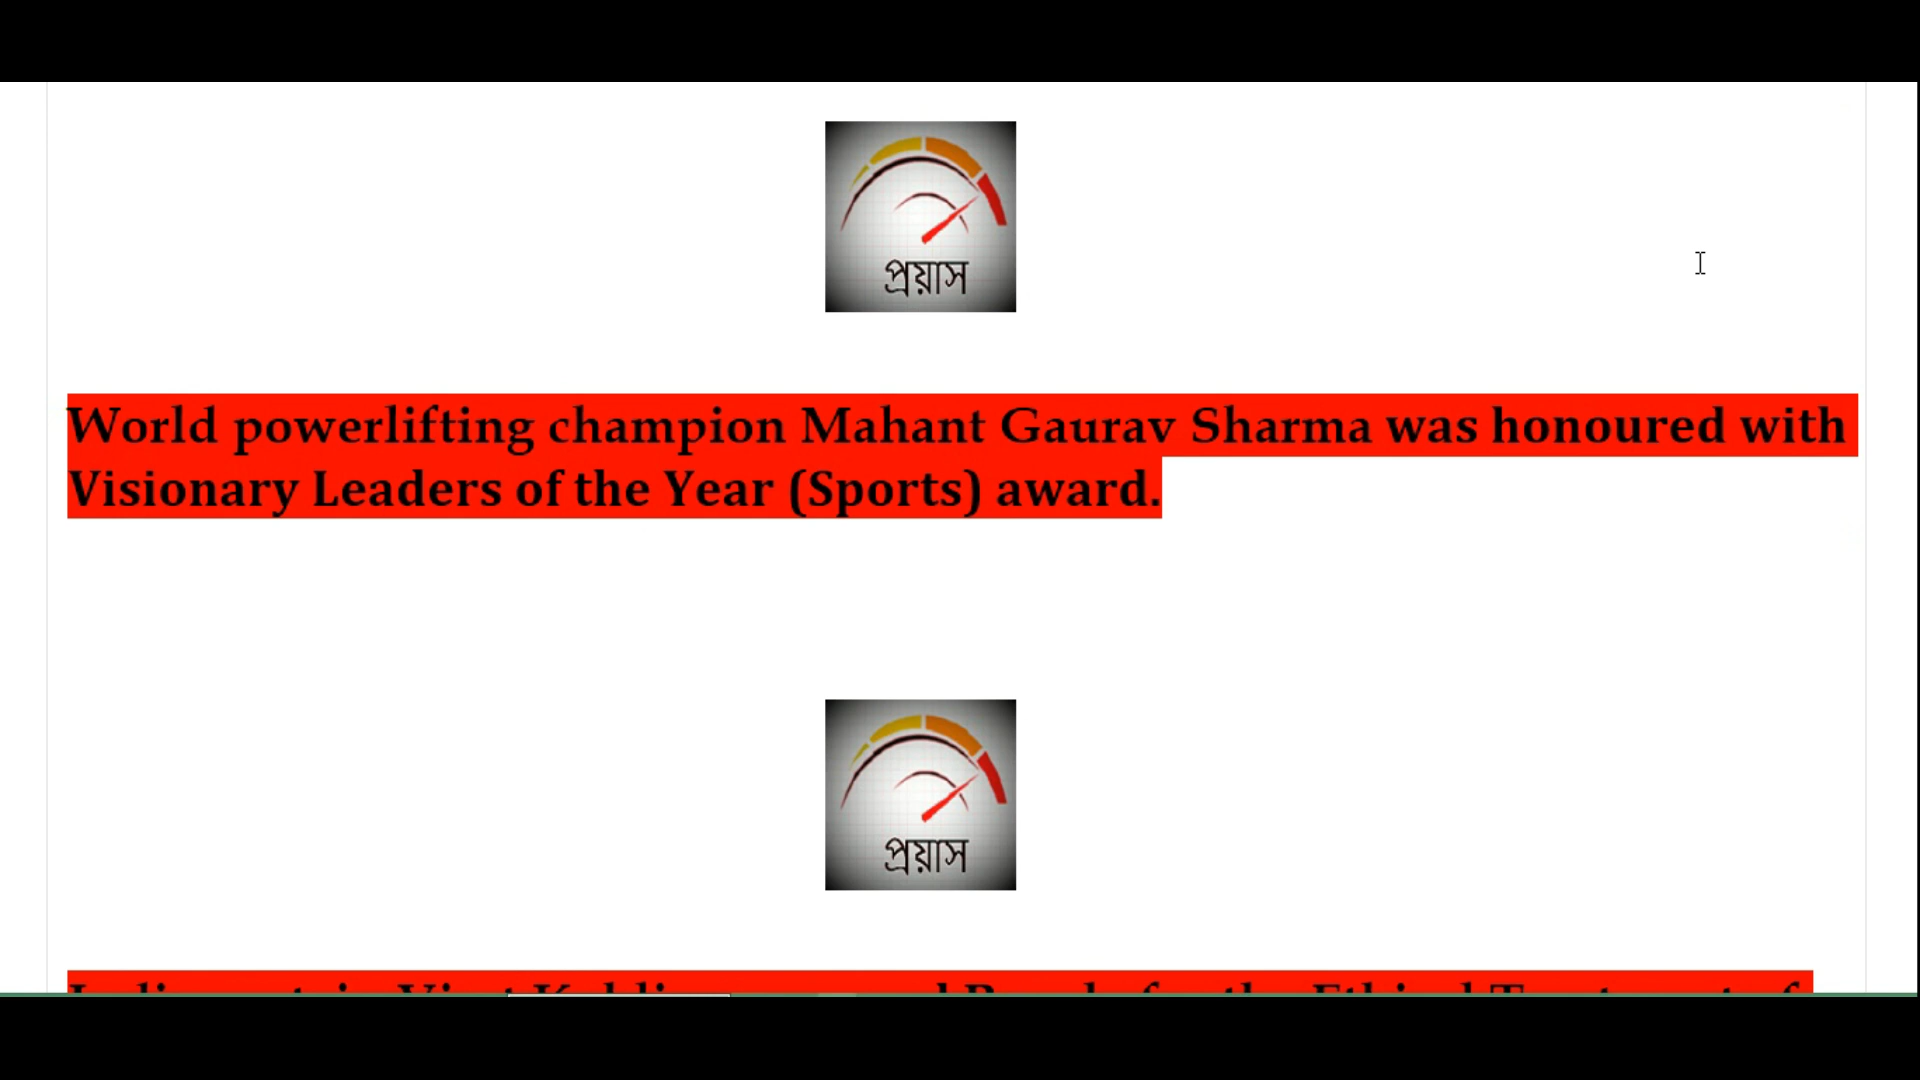 প্রয়াস
World powerlifting champion Mahant Gaurav Sharma was honoured with
Visionary Leaders of the Year (Sports) award.
প্রয়াস